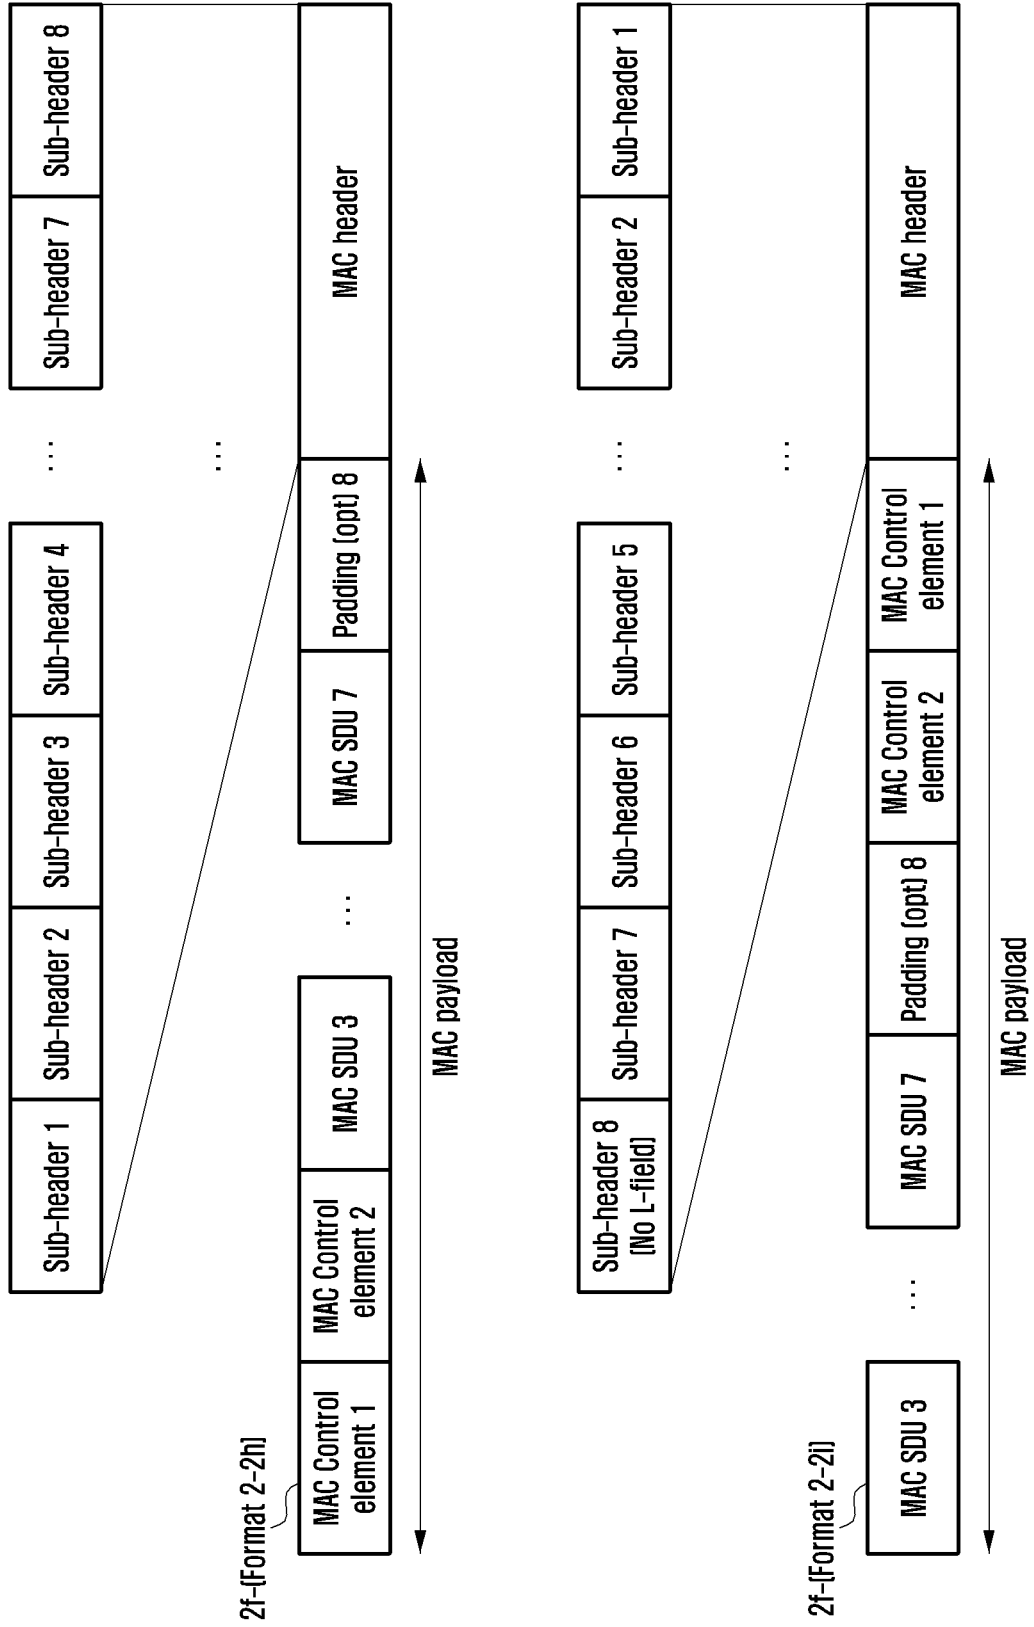 Sub-header 1
Sub-header 2
Sub-header 3
Sub-header 4
...
Sub-header 7
Sub-header 8
...
2f-(Format 2-2h)
MAC Control
element 1
MAC Control
element 2
MAC SDU 3
...
MAC SDU 7
Padding (opt) 8
MAC header
MAC payload
Sub-header 8
(No L-field)
Sub-header 7
Sub-header 6
Sub-header 5
...
Sub-header 2
Sub-header 1
...
2f-(Format 2-2i)
MAC SDU 3
...
MAC SDU 7
Padding (opt) 8
MAC Control
element 2
MAC Control
element 1
MAC header
MAC payload